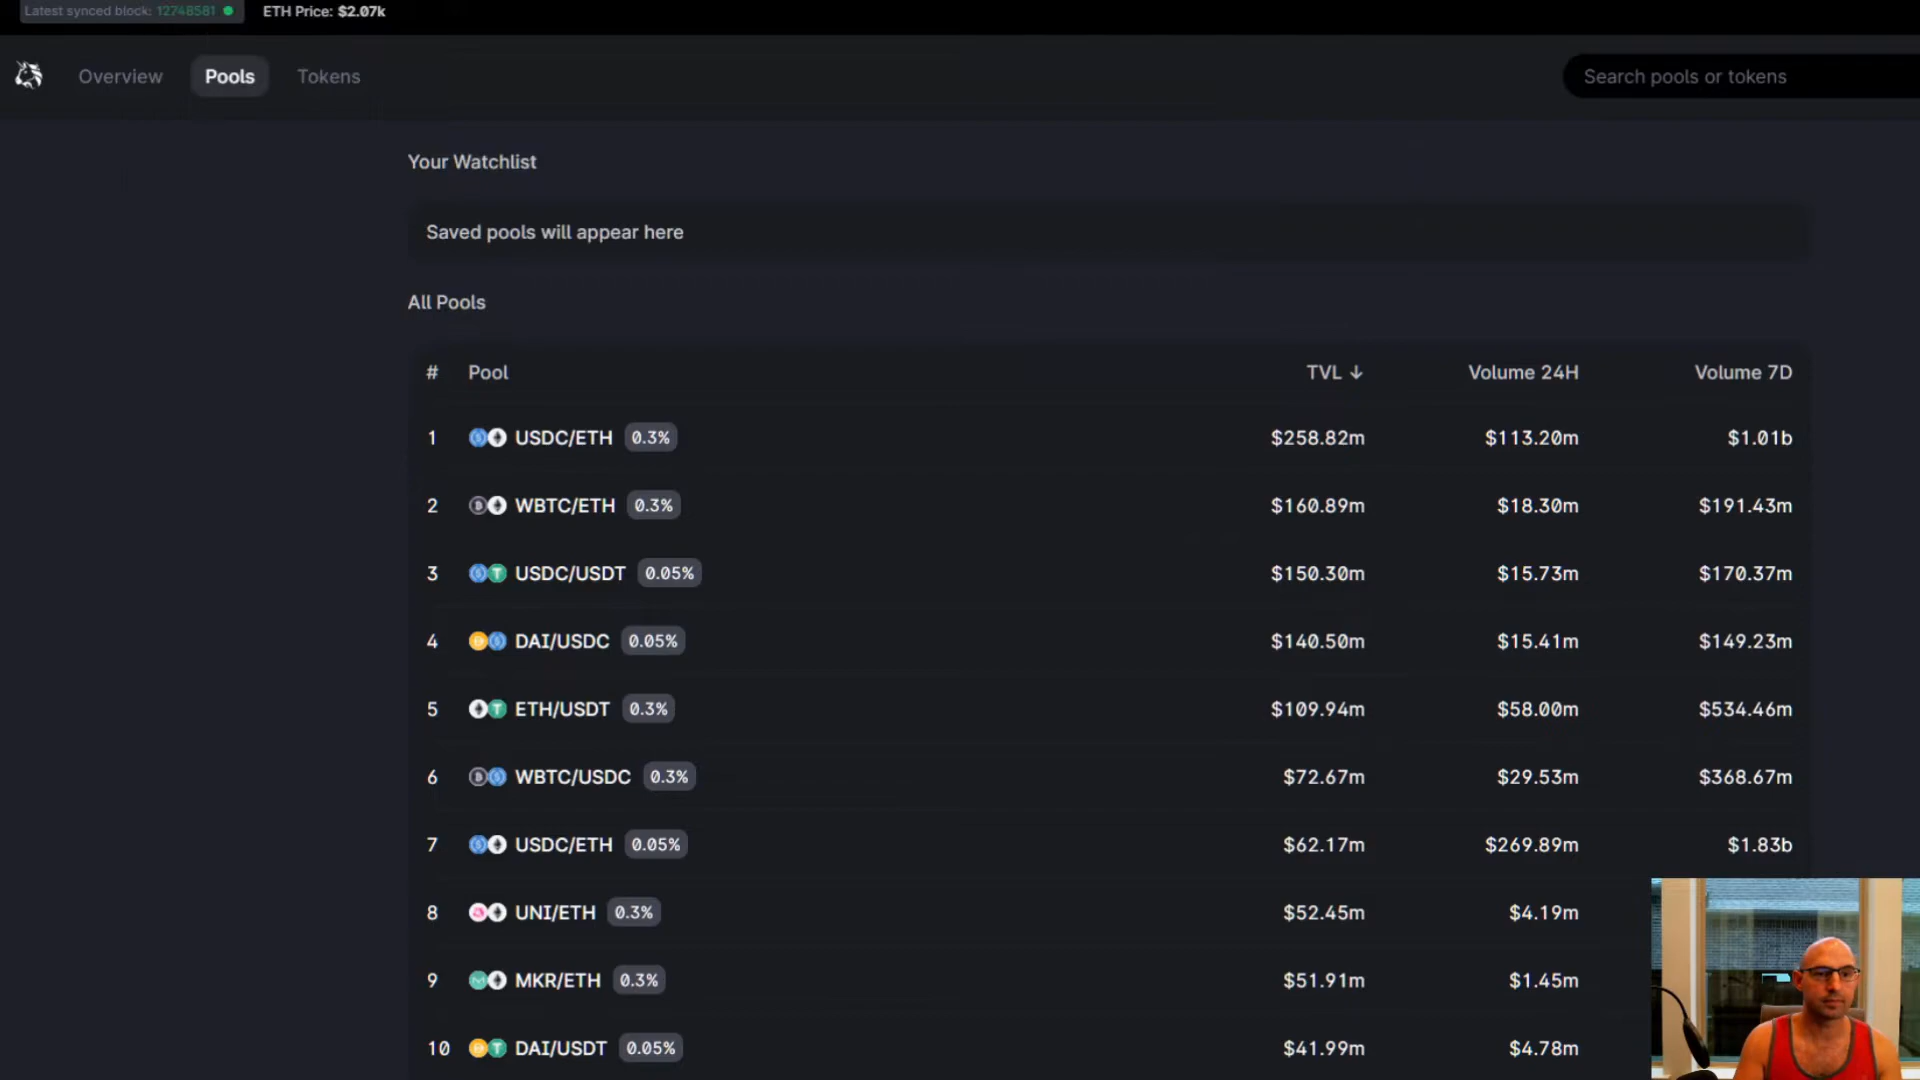 Latest synced block: 12748581 ETH Price: $2.07k
Overview Pools Tokens Search pools or tokens
Your Watchlist
Saved pools will appear here
All Pools
# Pool TVL ↓ Volume 24H Volume 7D
1 USDC/ETH 0.3% $258.82m $113.20m $1.01b
2 WBTC/ETH 0.3% $160.89m $18.30m $191.43m
3 USDC/USDT 0.05% $150.30m $15.73m $170.37m
4 DAI/USDC 0.05% $140.50m $15.41m $149.23m
5 ETH/USDT 0.3% $109.94m $58.00m $534.46m
6 WBTC/USDC 0.3% $72.67m $29.53m $368.67m
7 USDC/ETH 0.05% $62.17m $269.89m $1.83b
8 UNI/ETH 0.3% $52.45m $4.19m
9 MKR/ETH 0.3% $51.91m $1.45m
10 DAI/USDT 0.05% $41.99m $4.78m